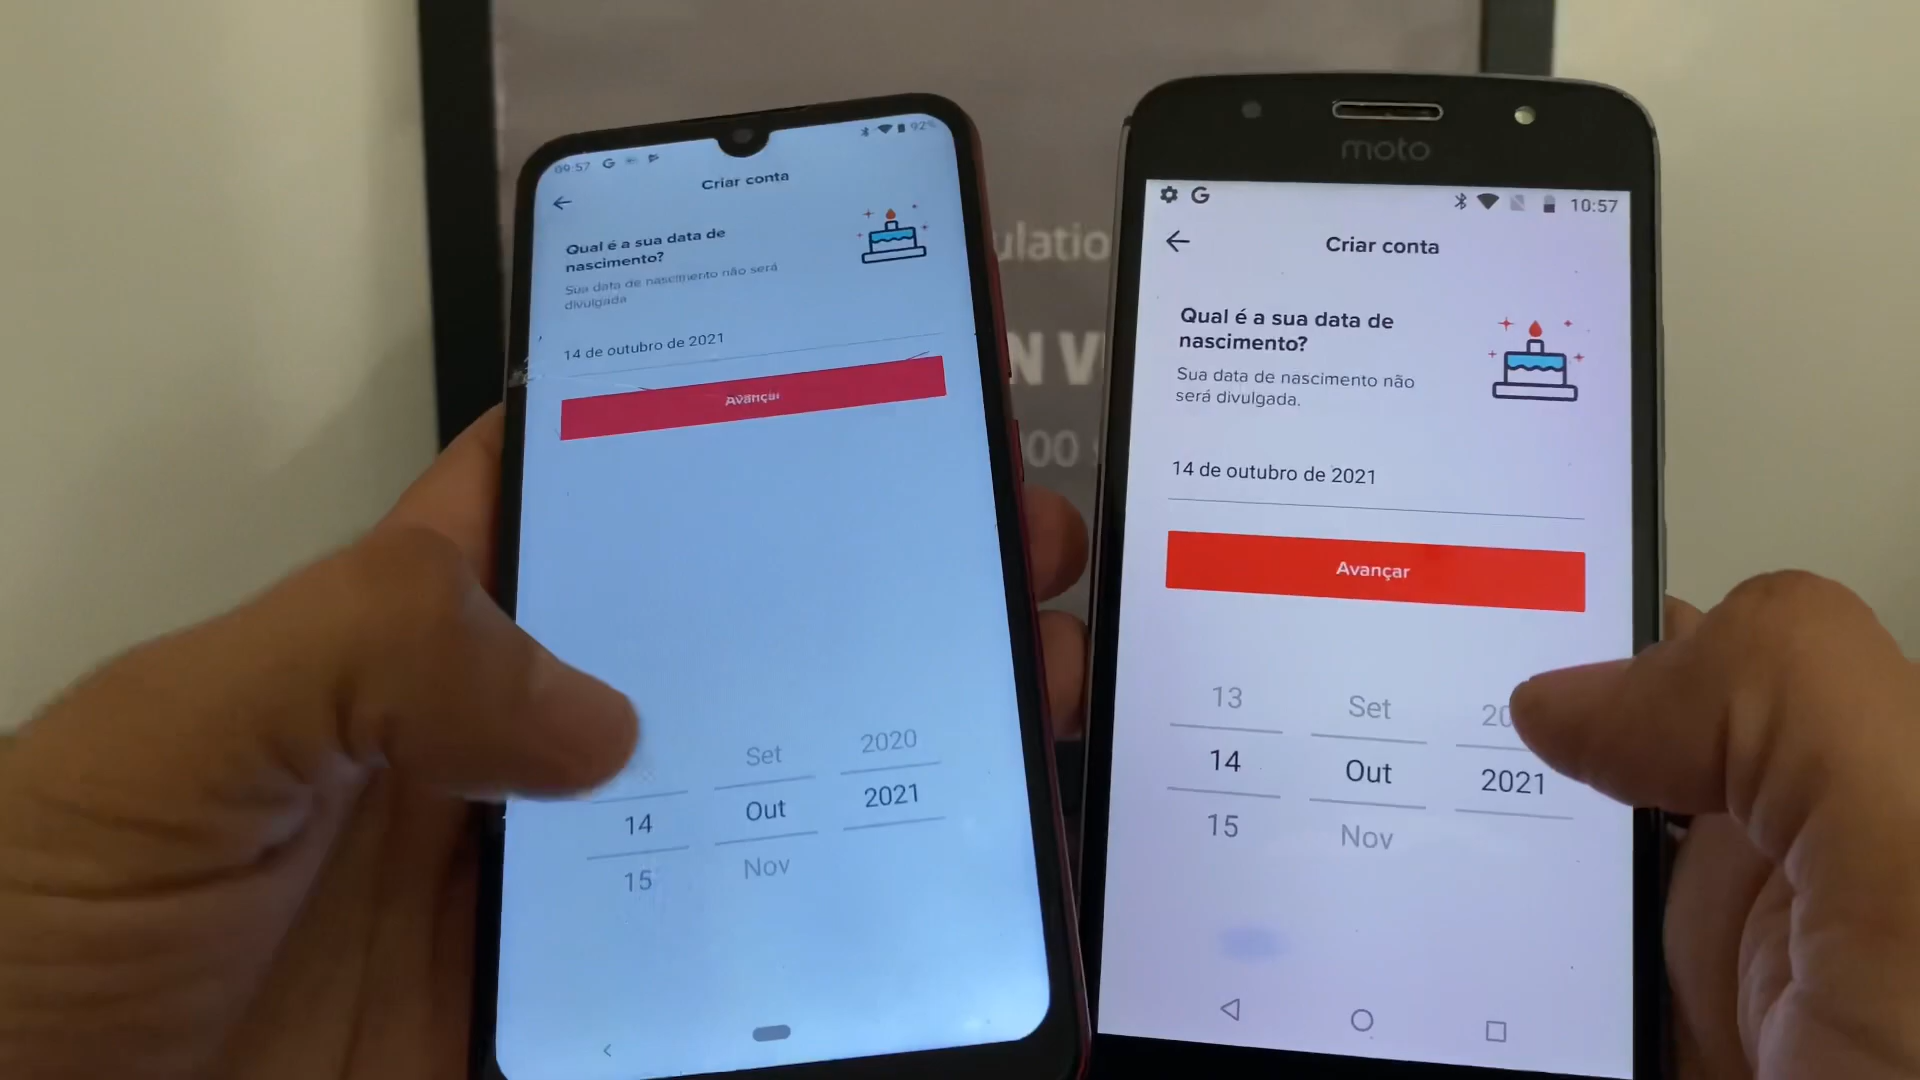 09:57
92%
Criar conta
Qual é a sua data de
nascimento?
Sua data de nascimento não será
divulgada
14 de outubro de 2021
Avançar
Set
2020
14
Out
2021
15
Nov
moto
10:57
Criar conta
Qual é a sua data de
nascimento?
Sua data de nascimento não
será divulgada.
14 de outubro de 2021
Avançar
13
Set
14
Out
2021
15
Nov